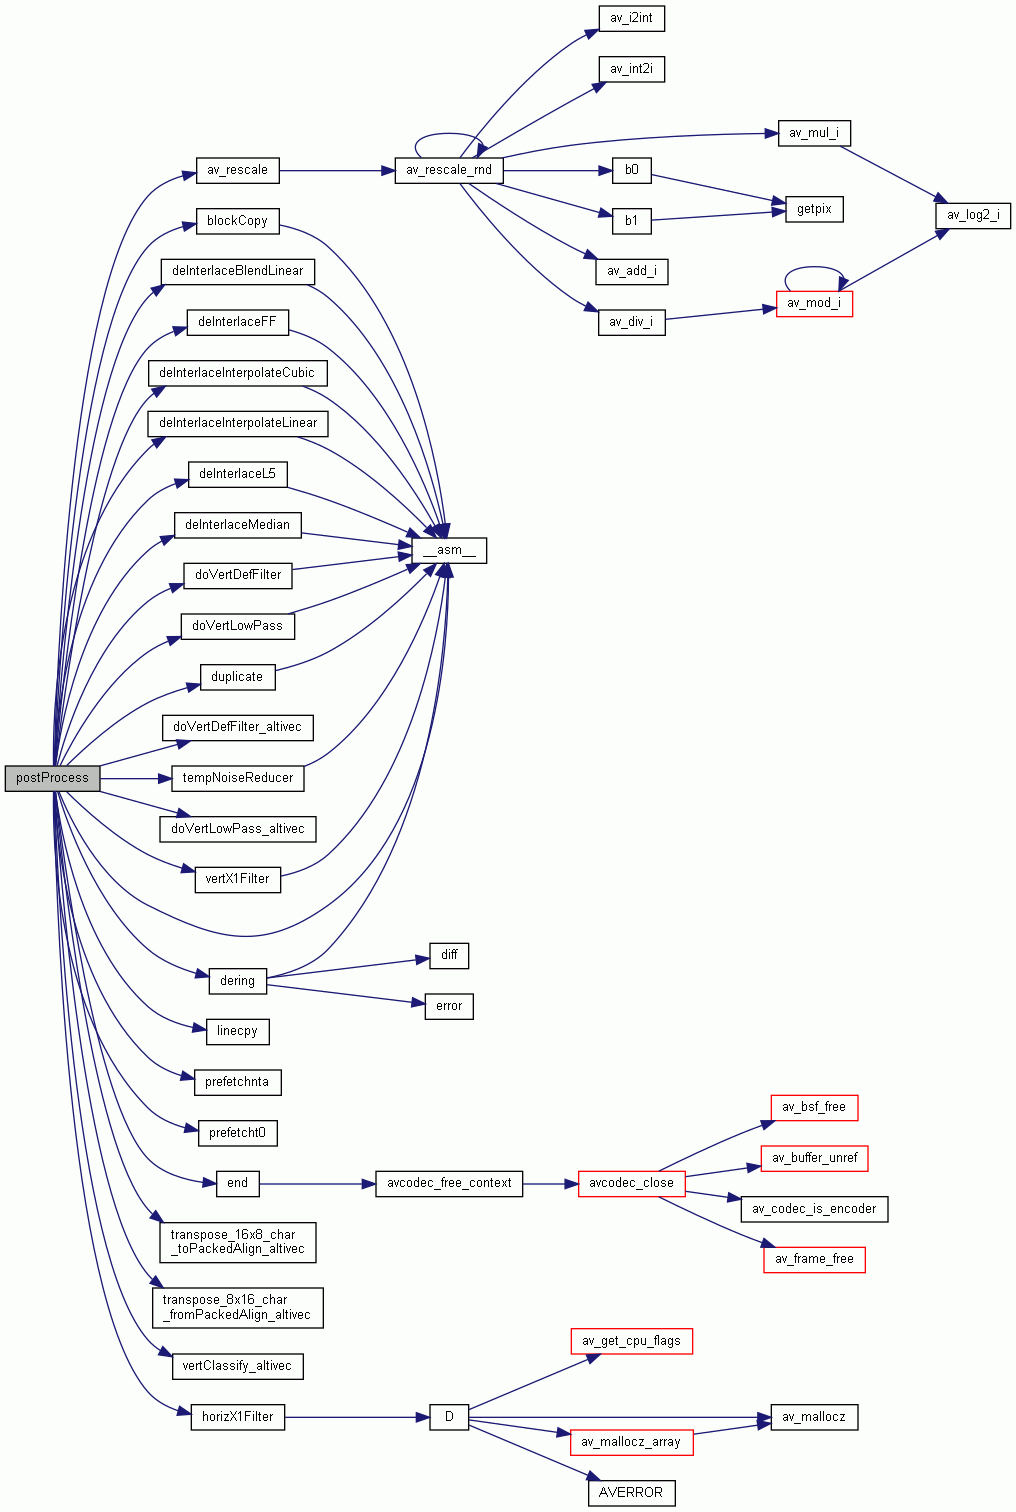 av_i2int
av_int2i
av_mul_i
av_rescale
av_rescale_rnd
b0
getpix
blockCopy
b1
av_log2_i
deInterlaceBlendLinear
av_add_i
av_mod_i
deInterlaceFF
av_div_i
deInterlaceInterpolateCubic
deInterlaceInterpolateLinear
deInterlaceL5
deInterlaceMedian
__asm__
doVertDefFilter
doVertLowPass
duplicate
doVertDefFilter_altivec
postProcess
tempNoiseReducer
doVertLowPass_altivec
vertX1Filter
diff
dering
error
linecpy
prefetchnta
av_bsf_free
prefetcht0
av_buffer_unref
end
avcodec_free_context
avcodec_close
av_codec_is_encoder
transpose_16x8_char
_toPackedAlign_altivec
av_frame_free
transpose_8x16_char
_fromPackedAlign_altivec
av_get_cpu_flags
vertClassify_altivec
horizX1Filter
D
av_mallocz
av_mallocz_array
AVERROR